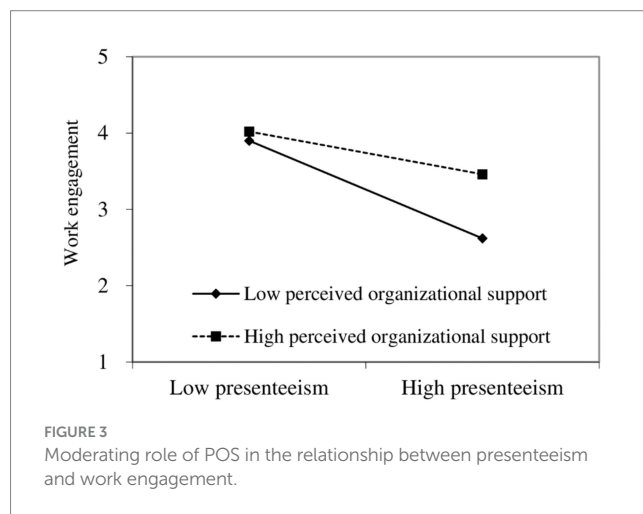 5
4
3
2
1
Work engagement
Low perceived organizational support
High perceived organizational support
Low presenteeism High presenteeism
FIGURE 3
Moderating role of POS in the relationship between presenteeism
and work engagement.